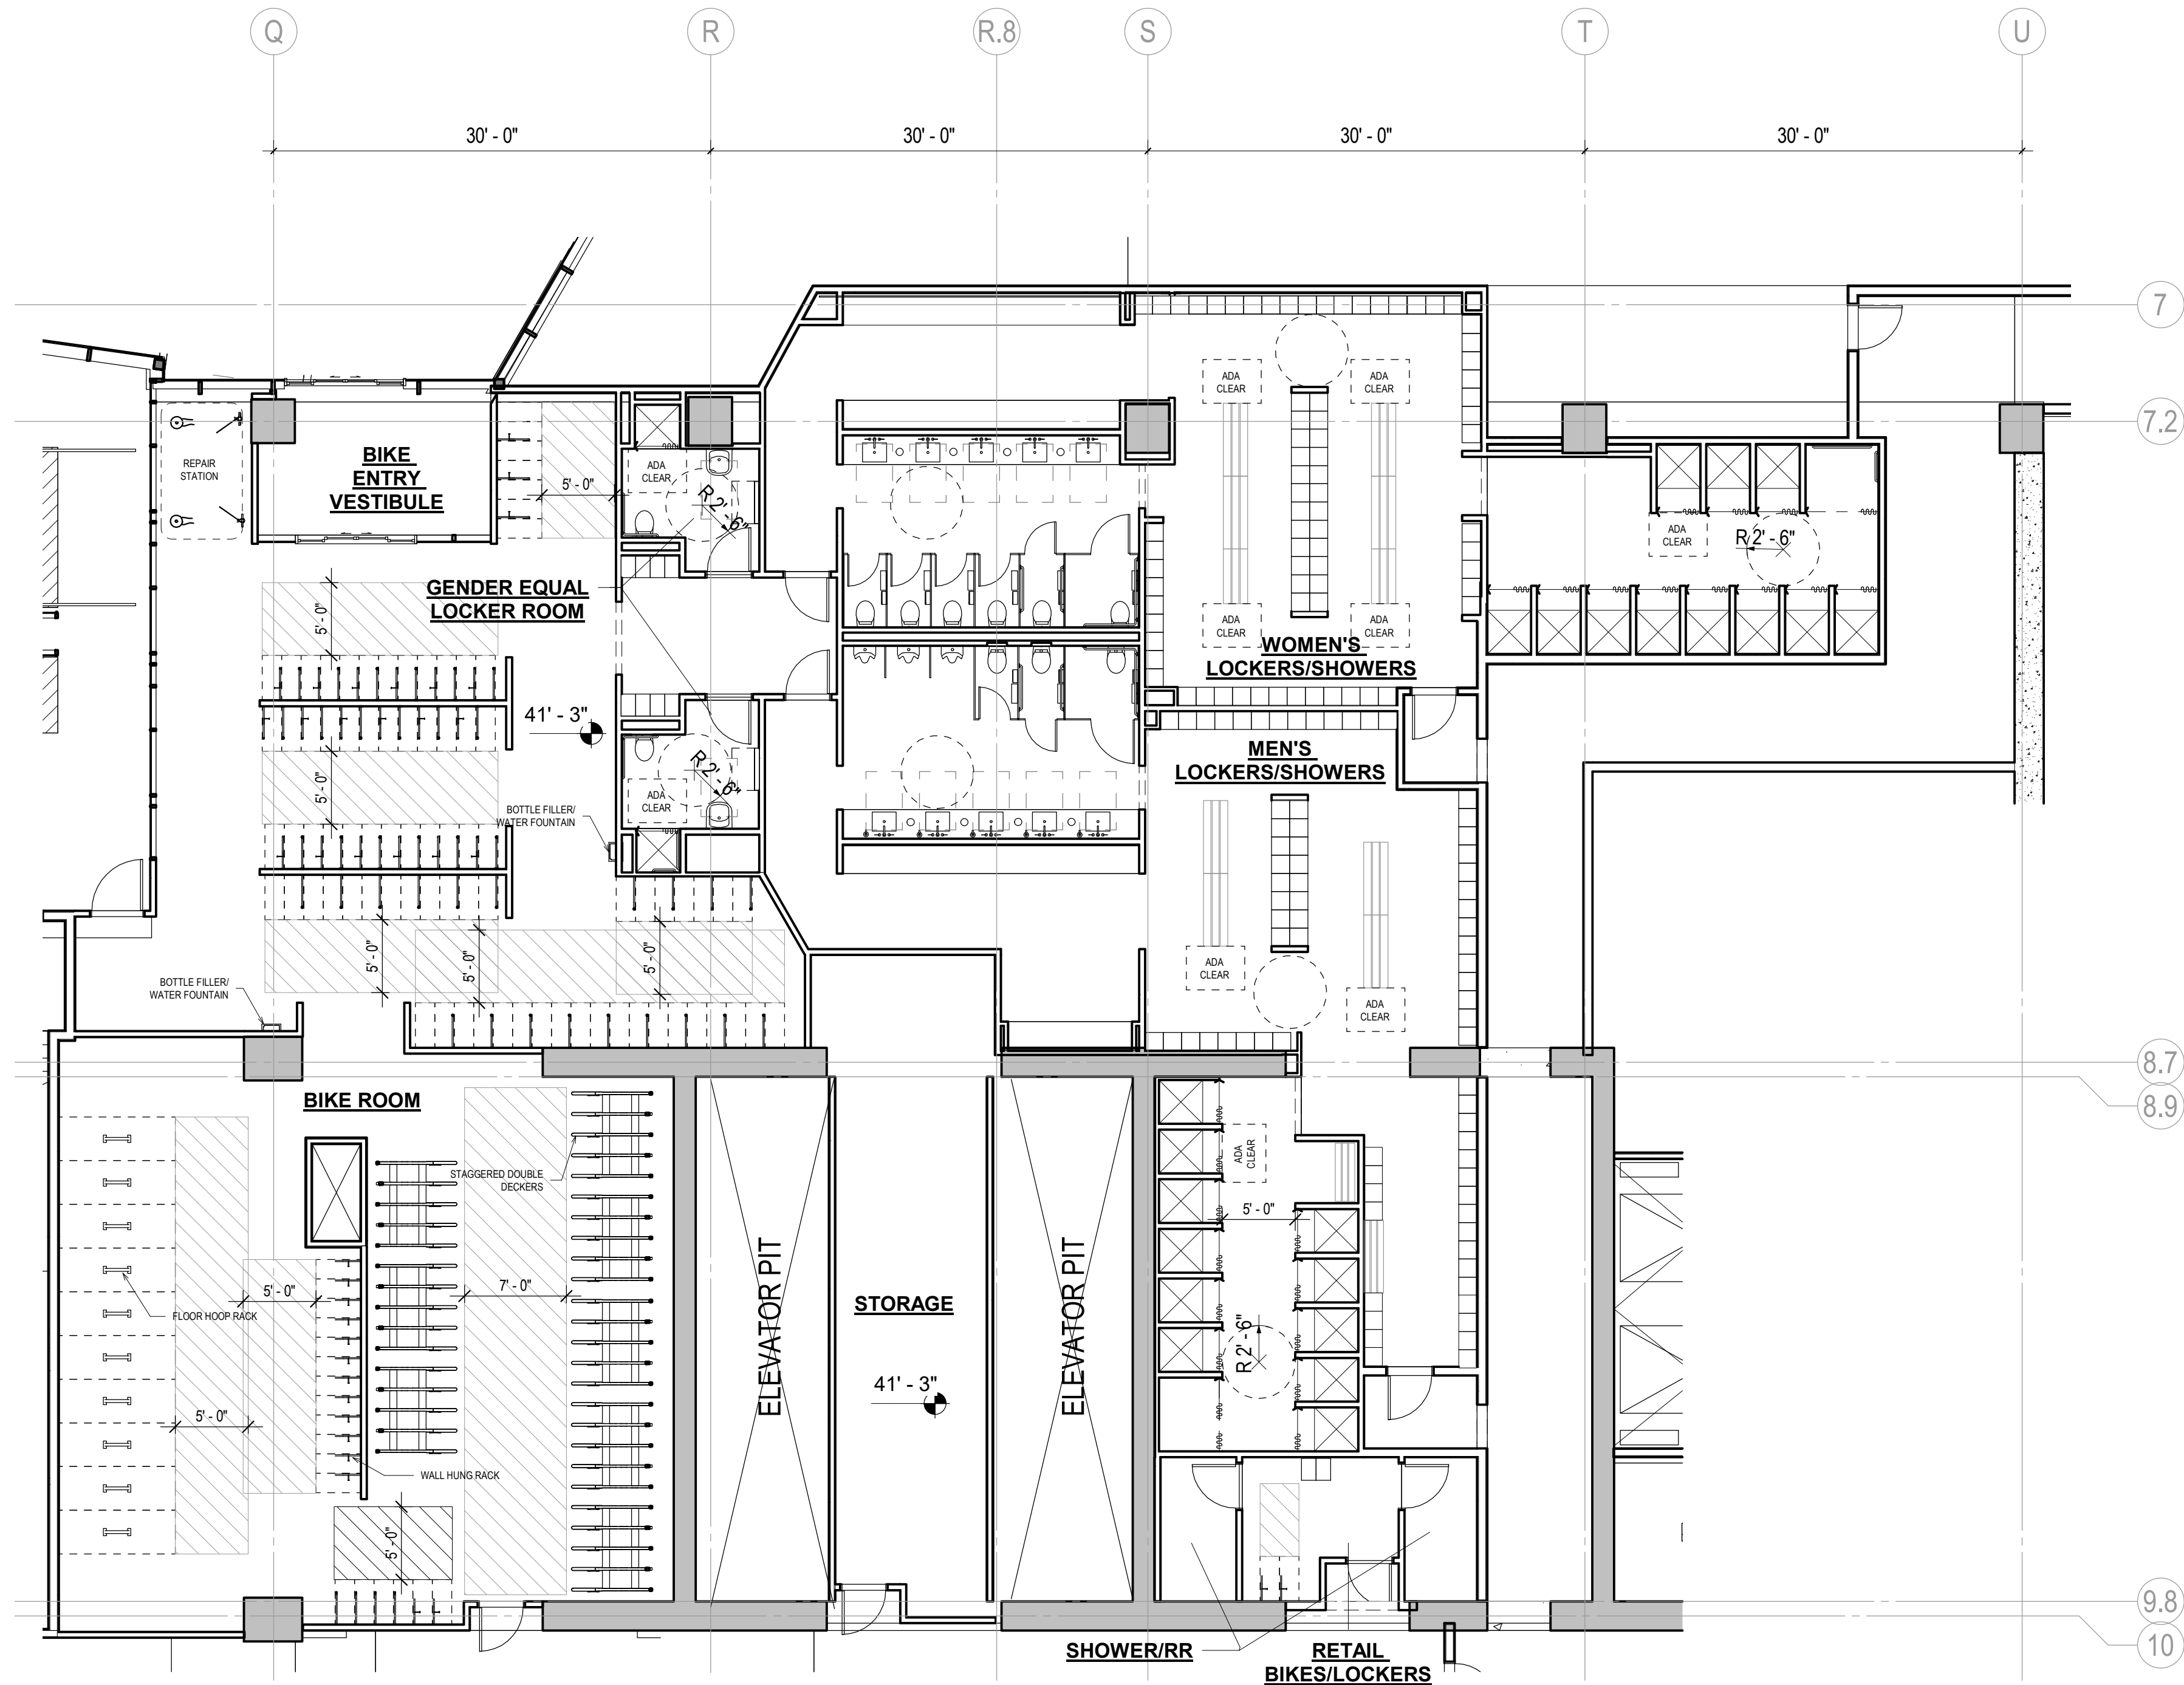 Q
R
R.8
S
T
U
30' - 0"
30' - 0"
30' - 0"
30' - 0"
7
7.2
8.7
8.9
9.8
10
REPAIR
STATION
BIKE
ENTRY
VESTIBULE
5' - 0"
ADA
CLEAR
R 2' - 6"
ADA
CLEAR
ADA
CLEAR
ADA
CLEAR
ADA
CLEAR
ADA
CLEAR
R 2' - 6"
GENDER EQUAL
LOCKER ROOM
5' - 0"
WOMEN'S
LOCKERS/SHOWERS
41' - 3"
MEN'S
LOCKERS/SHOWERS
5' - 0"
R 2' - 6"
ADA
CLEAR
BOTTLE FILLER/
WATER FOUNTAIN
5' - 0"
5' - 0"
5' - 0"
ADA
CLEAR
ADA
CLEAR
BOTTLE FILLER/
WATER FOUNTAIN
BIKE ROOM
STAGGERED DOUBLE
DECKERS
ADA
CLEAR
5' - 0"
5' - 0"
7' - 0"
FLOOR HOOP RACK
ELEVATOR PIT
STORAGE
ELEVATOR PIT
R 2' - 6"
41' - 3"
5' - 0"
WALL HUNG RACK
5' - 0"
SHOWER/RR
RETAIL
BIKES/LOCKERS